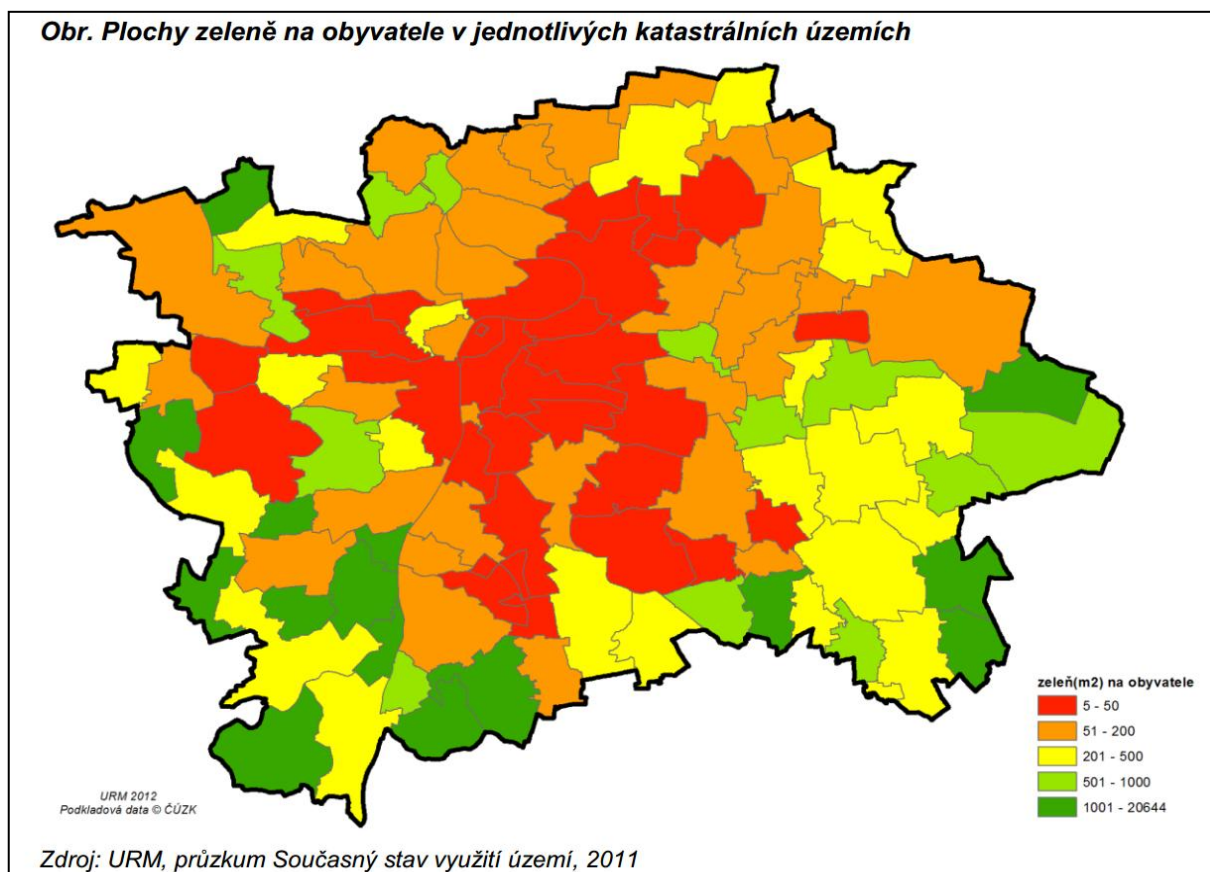 Obr. Plochy zeleně na obyvatele v jednotlivých katastrálních územích
zeleň(m2) na obyvatele
5 - 50
51 - 200
201 - 500
501 - 1000
1001 - 20644
URM 2012
Podkladová data © ČÚZK
Zdroj: URM, průzkum Současný stav využití území, 2011